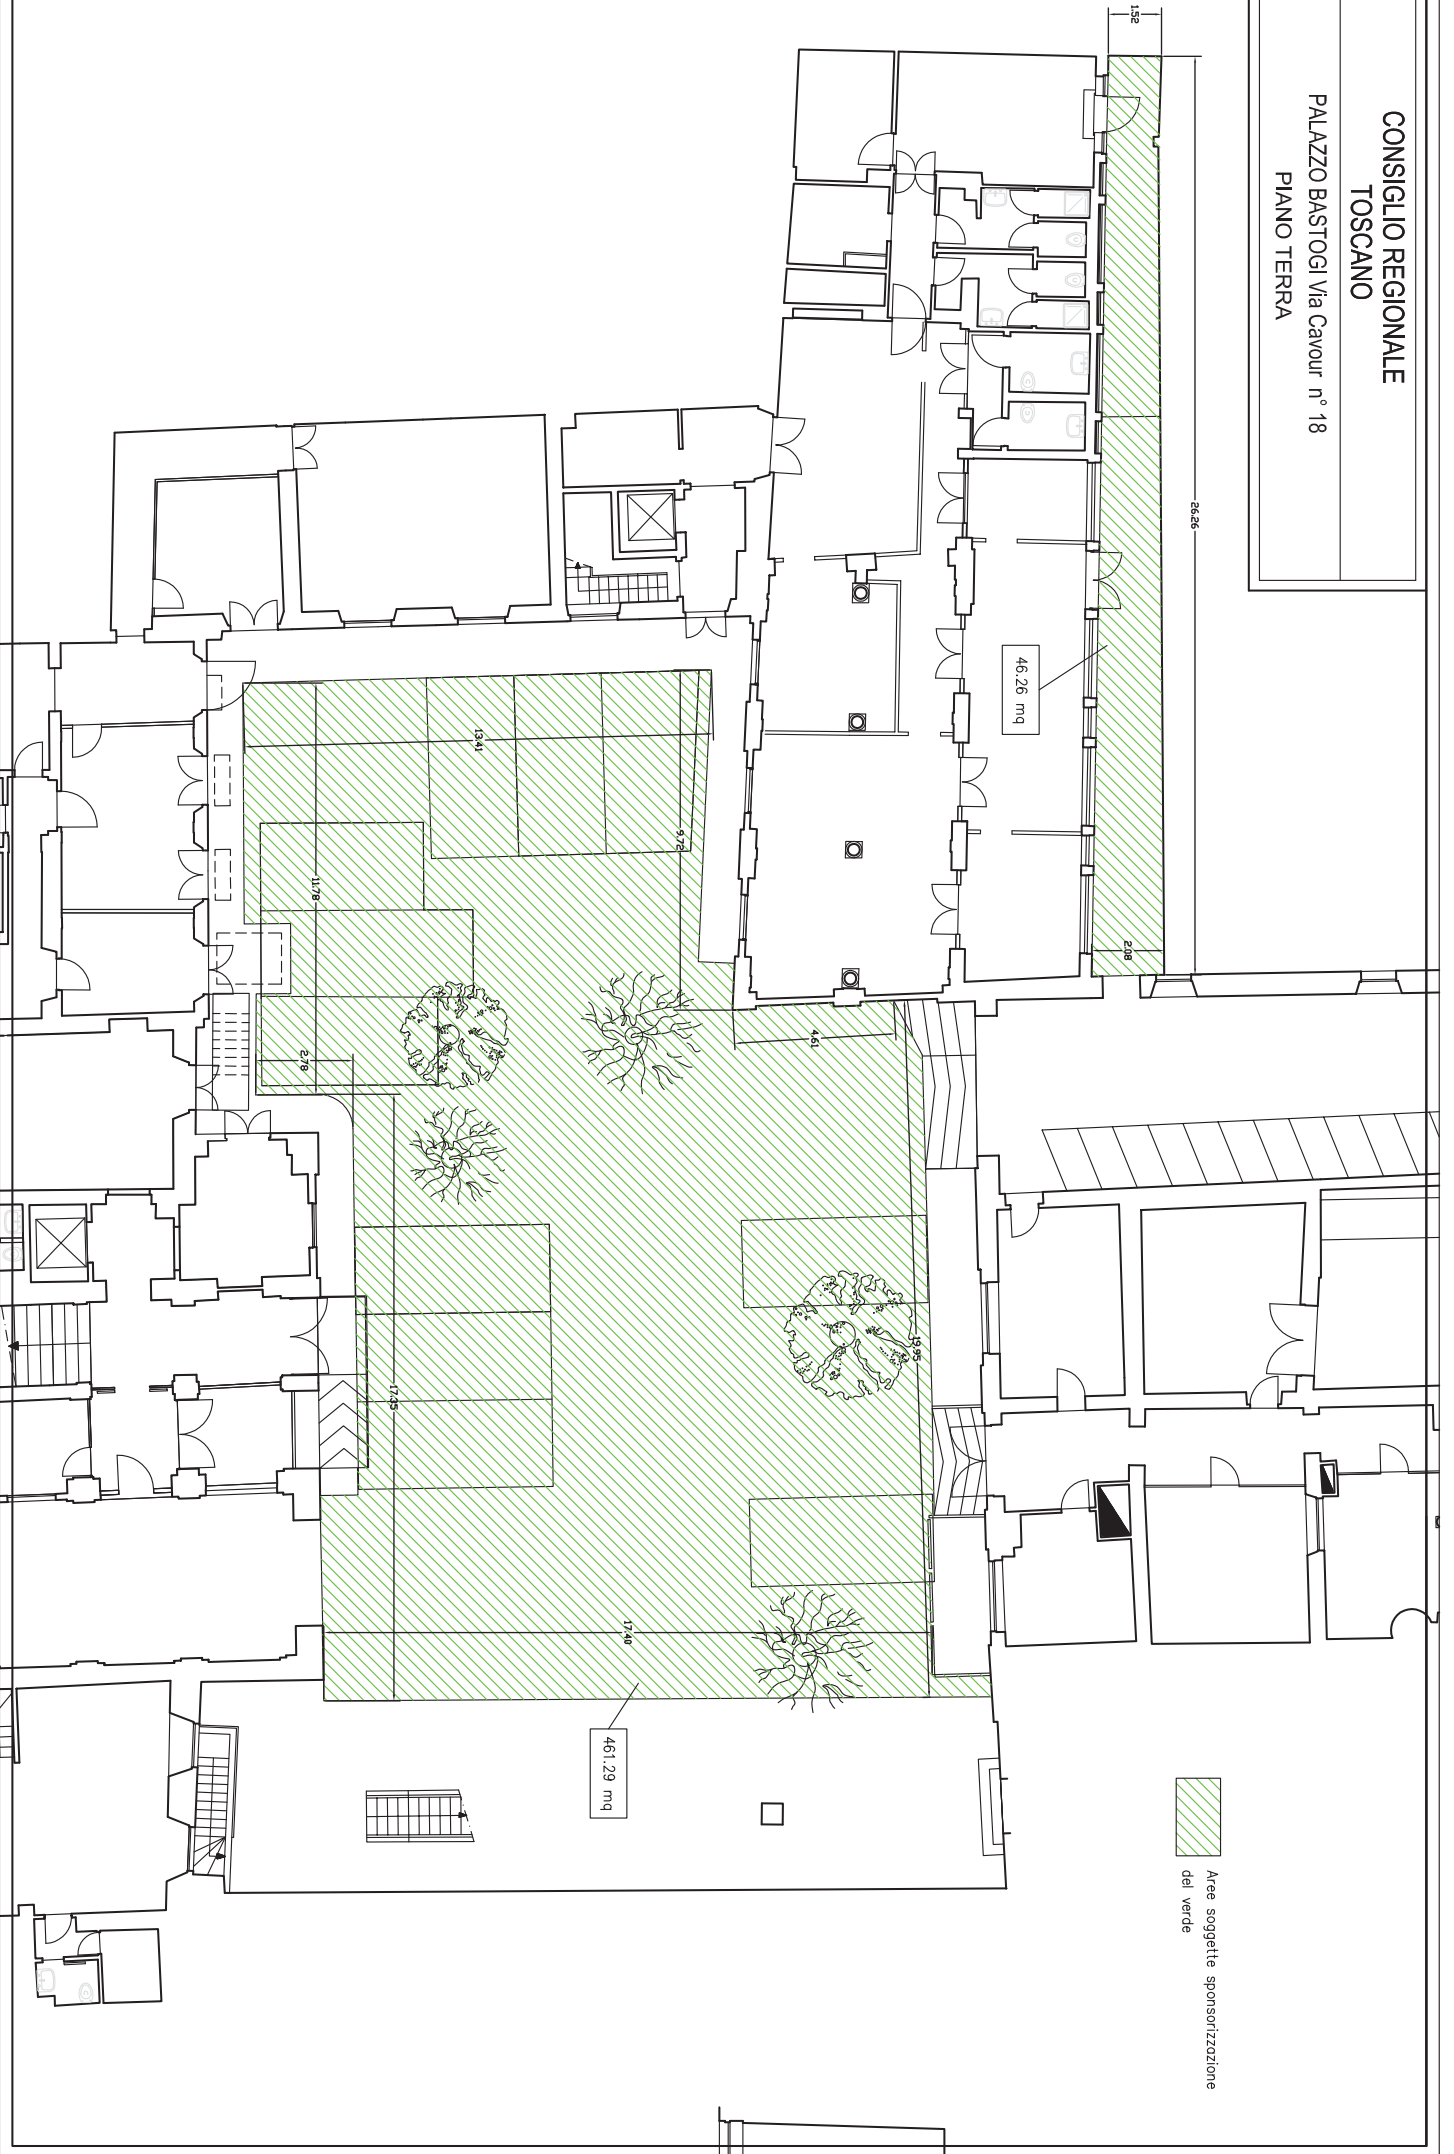 CONSIGLIO REGIONALE
TOSCANO
PALAZZO BASTOGI Via Cavour n° 18
PIANO TERRA
1.52
26.26
46.26 mq
2.08
13.41
9.72
11.78
2.78
4.61
19.95
17.35
17.40
461.29 mq
Aree soggette sponsorizzazione
del verde